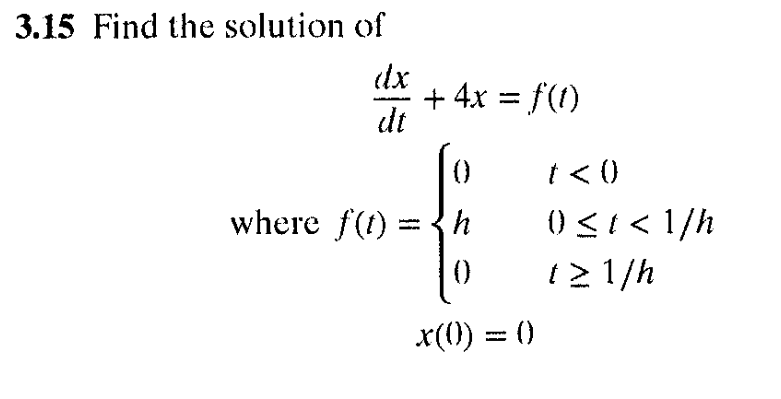 3.15 Find the solution of
dx/dt + 4x = f(t)
where f(t) = { 0 t < 0
h 0 ≤ t < 1/h
0 t ≥ 1/h
x(0) = 0